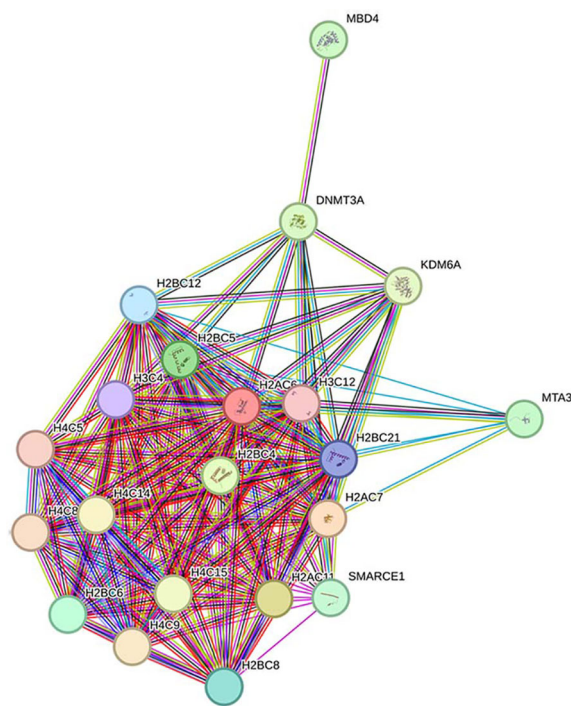 MBD4
DNMT3A
KDM6A
H2BC12
H2BC5
H3C4
H2AC6
H3C12
MTA3
H4C5
H2BC21
H2BC4
H2AC7
H4C14
H4C8
H4C15
H2AC11
SMARCE1
H2BC6
H4C9
H2BC8